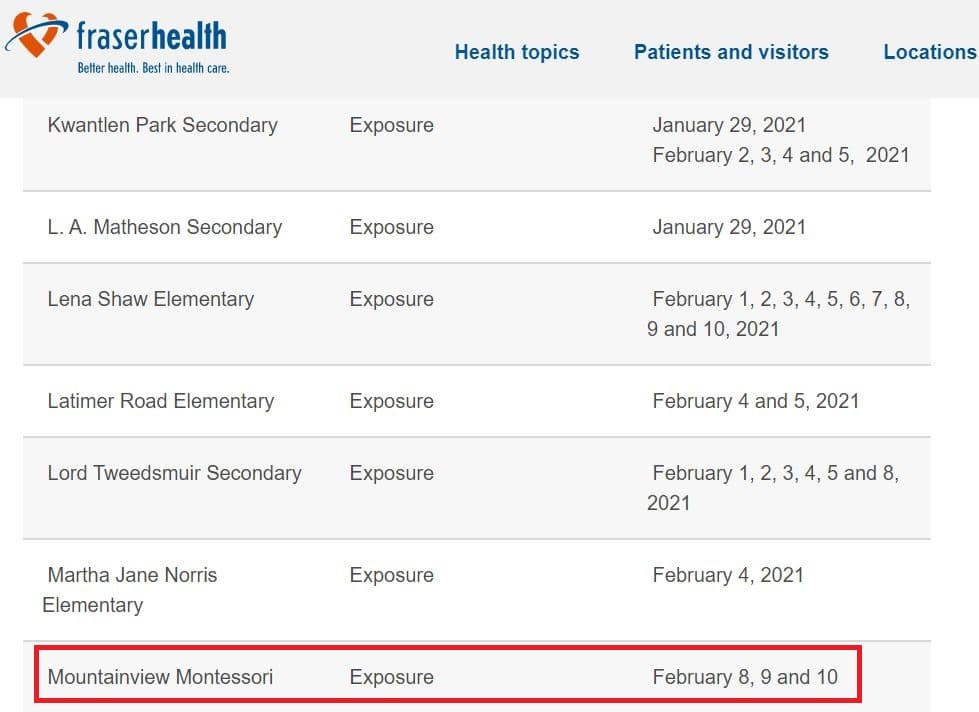 fraserhealth
Better health. Best in health care.
Health topics Patients and visitors Locations
Kwantlen Park Secondary Exposure January 29, 2021
February 2, 3, 4 and 5, 2021
L. A. Matheson Secondary Exposure January 29, 2021
Lena Shaw Elementary Exposure February 1, 2, 3, 4, 5, 6, 7, 8,
9 and 10, 2021
Latimer Road Elementary Exposure February 4 and 5, 2021
Lord Tweedsmuir Secondary Exposure February 1, 2, 3, 4, 5 and 8,
2021
Martha Jane Norris Exposure February 4, 2021
Elementary
Mountainview Montessori Exposure February 8, 9 and 10